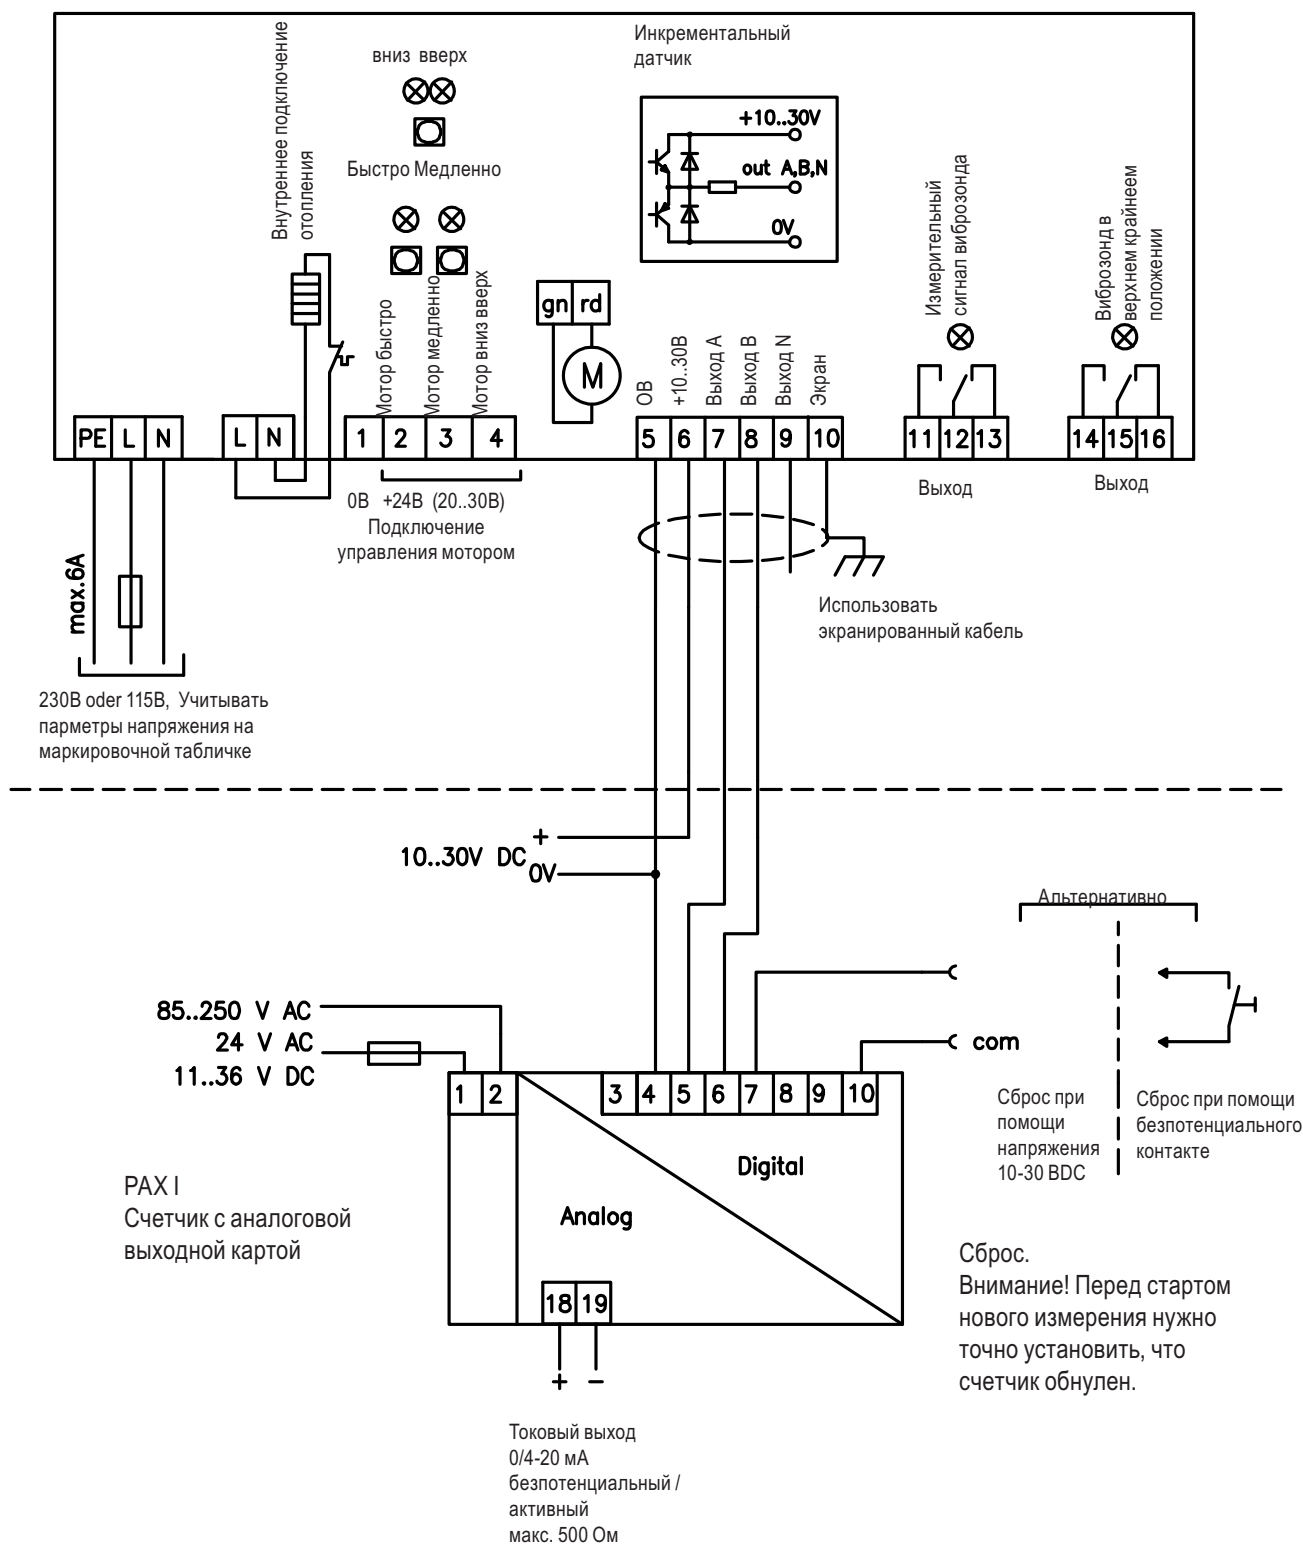 Внутреннее подключение
отопления
вниз вверх
Быстро Медленно
Инкрементальный
датчик
+10..30V
out A,B,N
0V
Измерительный
сигнал виброзонда
Виброзонд в
верхнем крайнеем
положении
Мотор быстро
Мотор медленно
Мотор вниз вверх
gn rd
M
0В
+10..30В
Выход A
Выход B
Выход N
Экран
PE L N
L N
1 2 3 4
5 6 7 8 9 10
11 12 13
14 15 16
0В +24В (20..30В)
Подключение
управления мотором
Выход
Выход
max.6A
Использовать
экранированный кабель
230В oder 115В, Учитывать
парметры напряжения на
маркировочной табличке
+
10..30V DC
0V
Альтернативно
85..250 V AC
24 V AC
11..36 V DC
com
1 2
3 4 5 6 7 8 9 10
Сброс при
помощи
напряжения
10-30 ВDC
Сброс при помощи
безпотенциального
контакте
Digital
Analog
PAX I
Счетчик с аналоговой
выходной картой
18 19
+ −
Сброс.
Внимание! Перед стартом
нового измерения нужно
точно установить, что
счетчик обнулен.
Токовый выход
0/4-20 мА
безпотенциальный /
активный
макс. 500 Ом